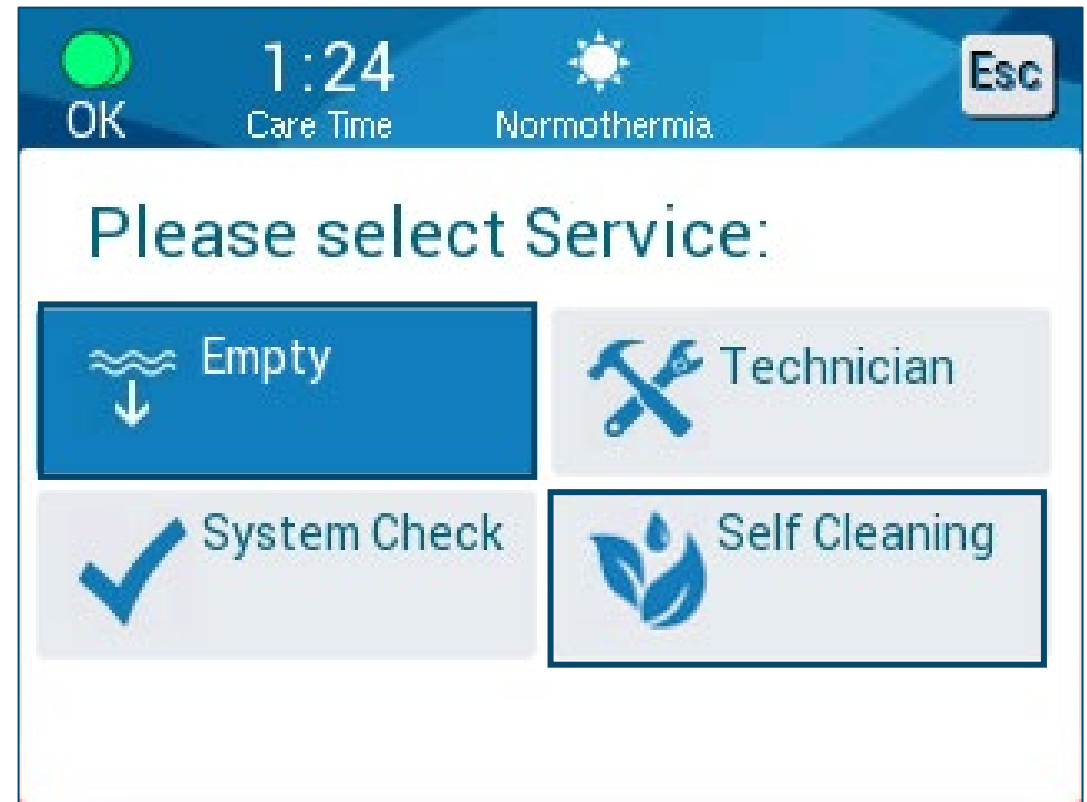 1:24
Esc
OK
Care Time
Normothermia
Please select Service:
Empty
Technician
System Check
Self Cleaning